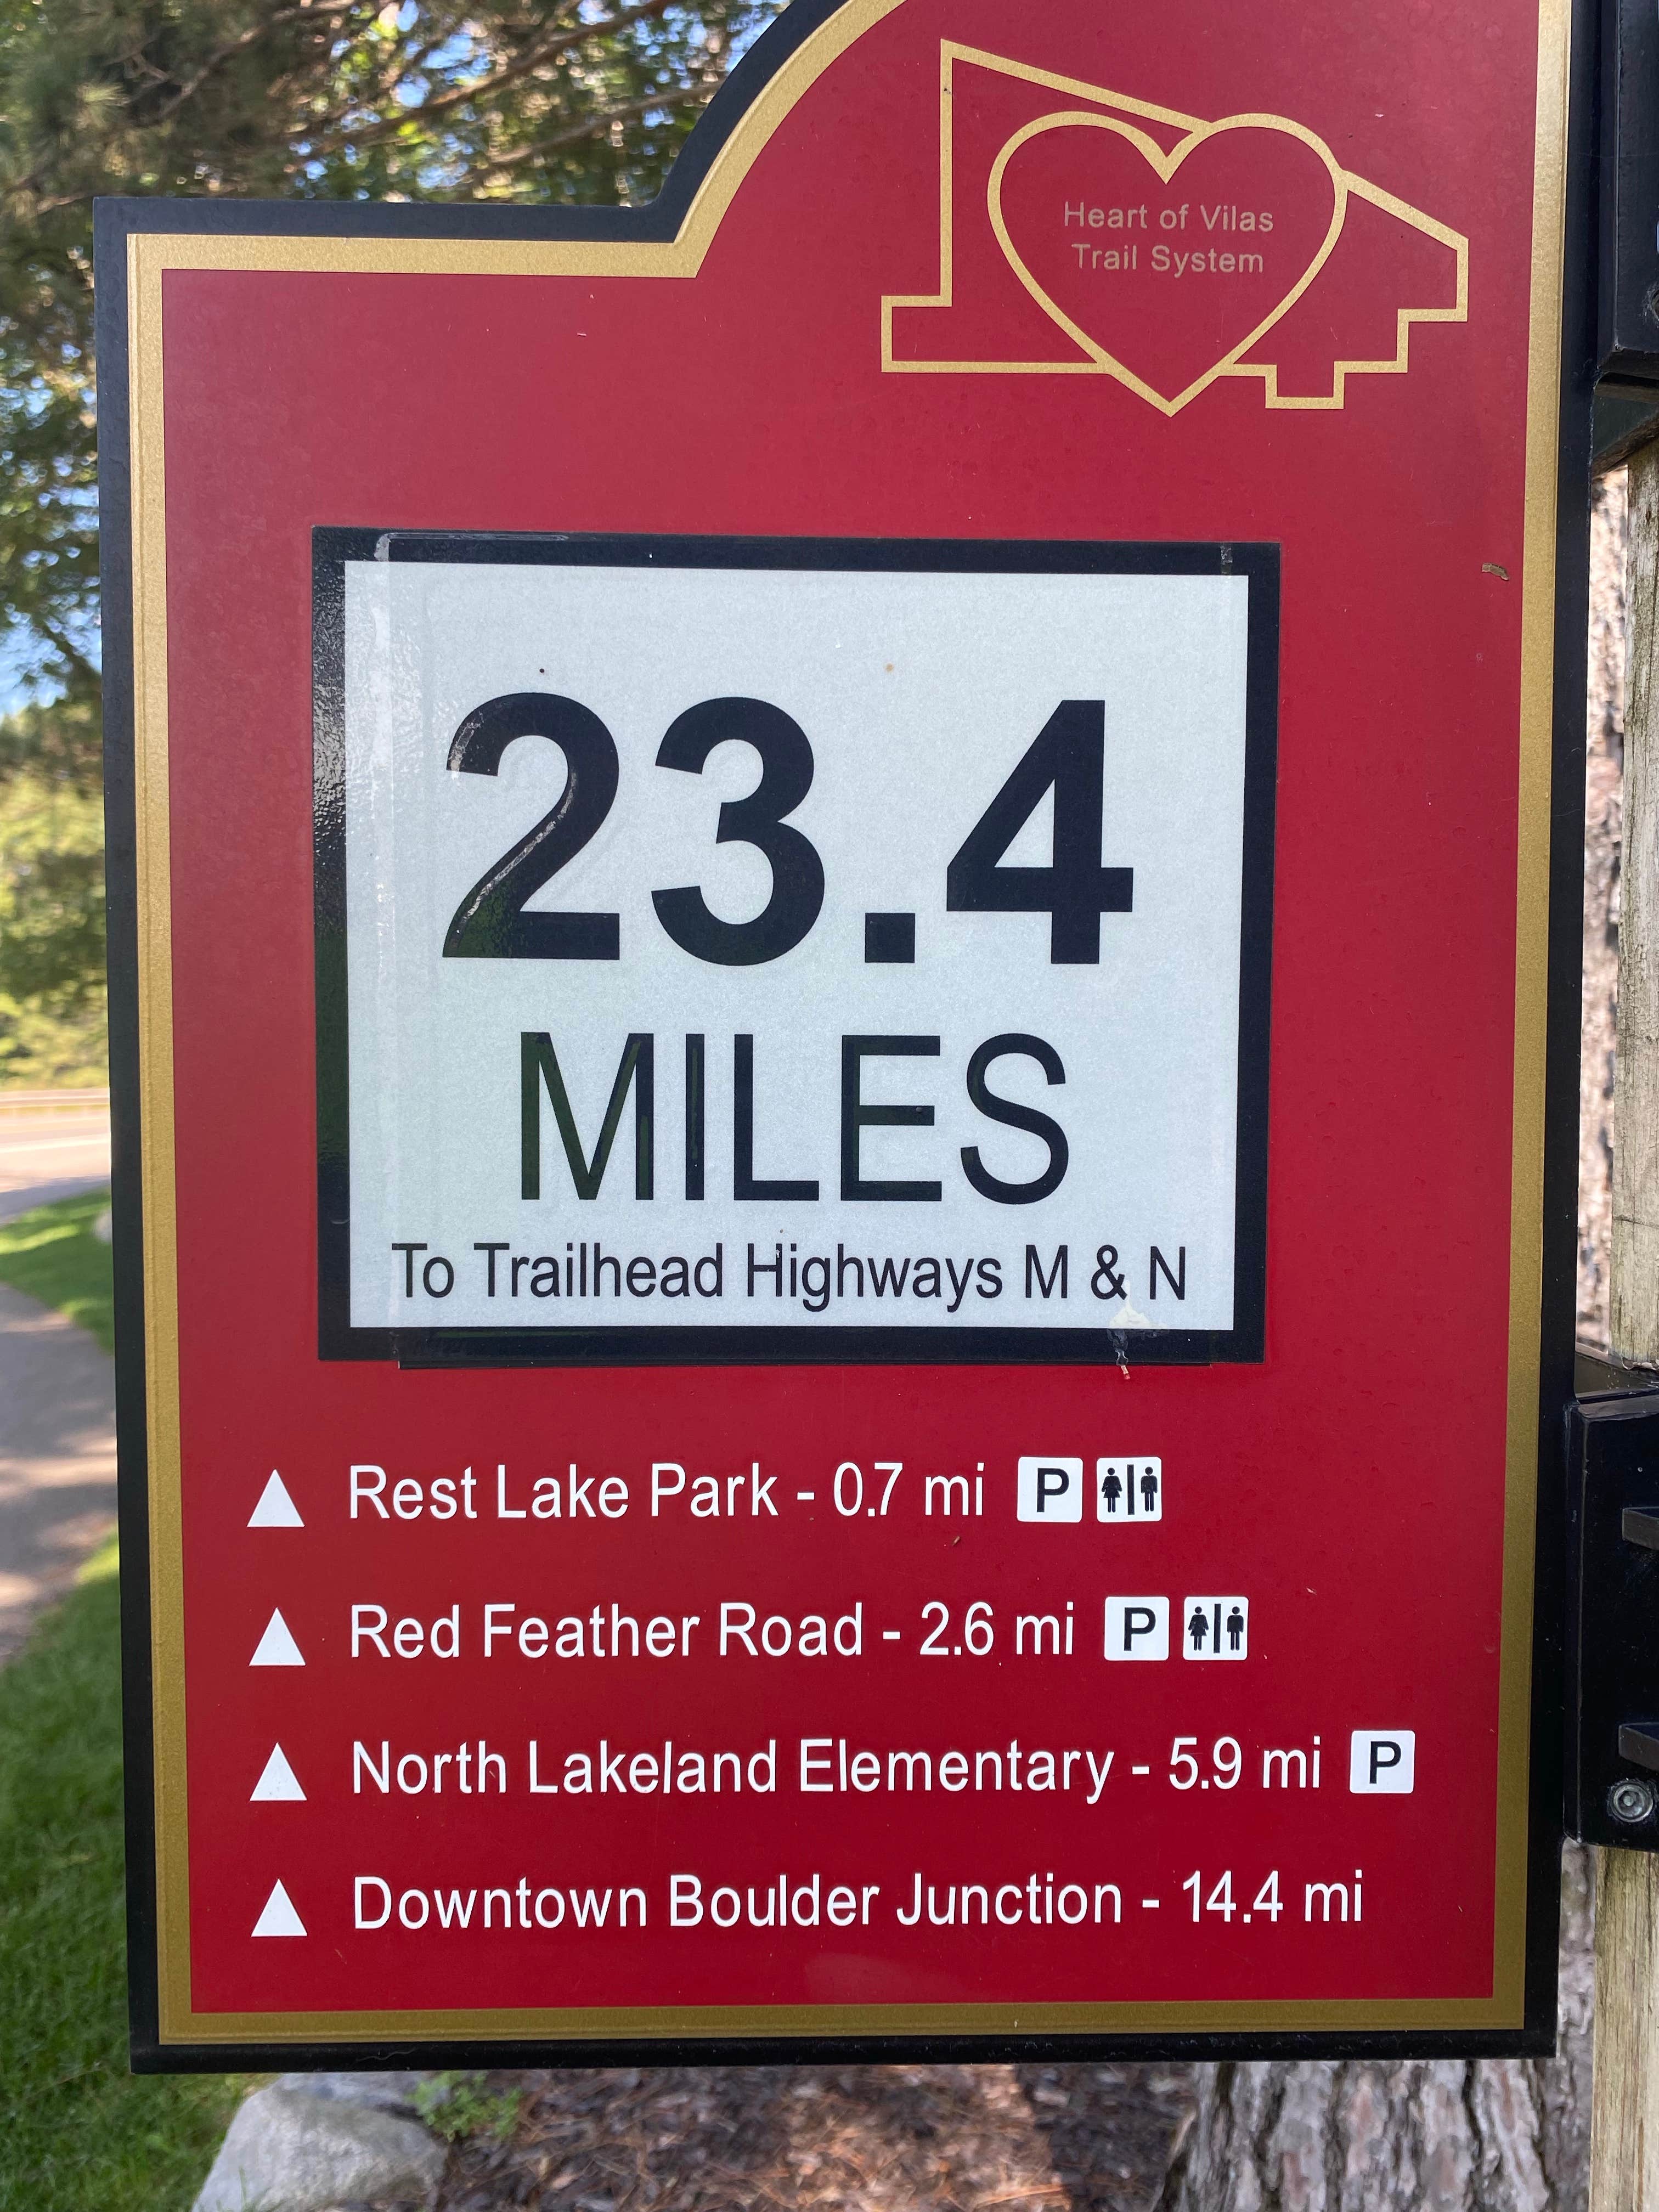 Heart of Vilas
Trail System
23.4
MILES
To Trailhead Highways M & N
Rest Lake Park - 0.7 mi P
Red Feather Road - 2.6 mi P
North Lakeland Elementary - 5.9 mi P
Downtown Boulder Junction - 14.4 mi